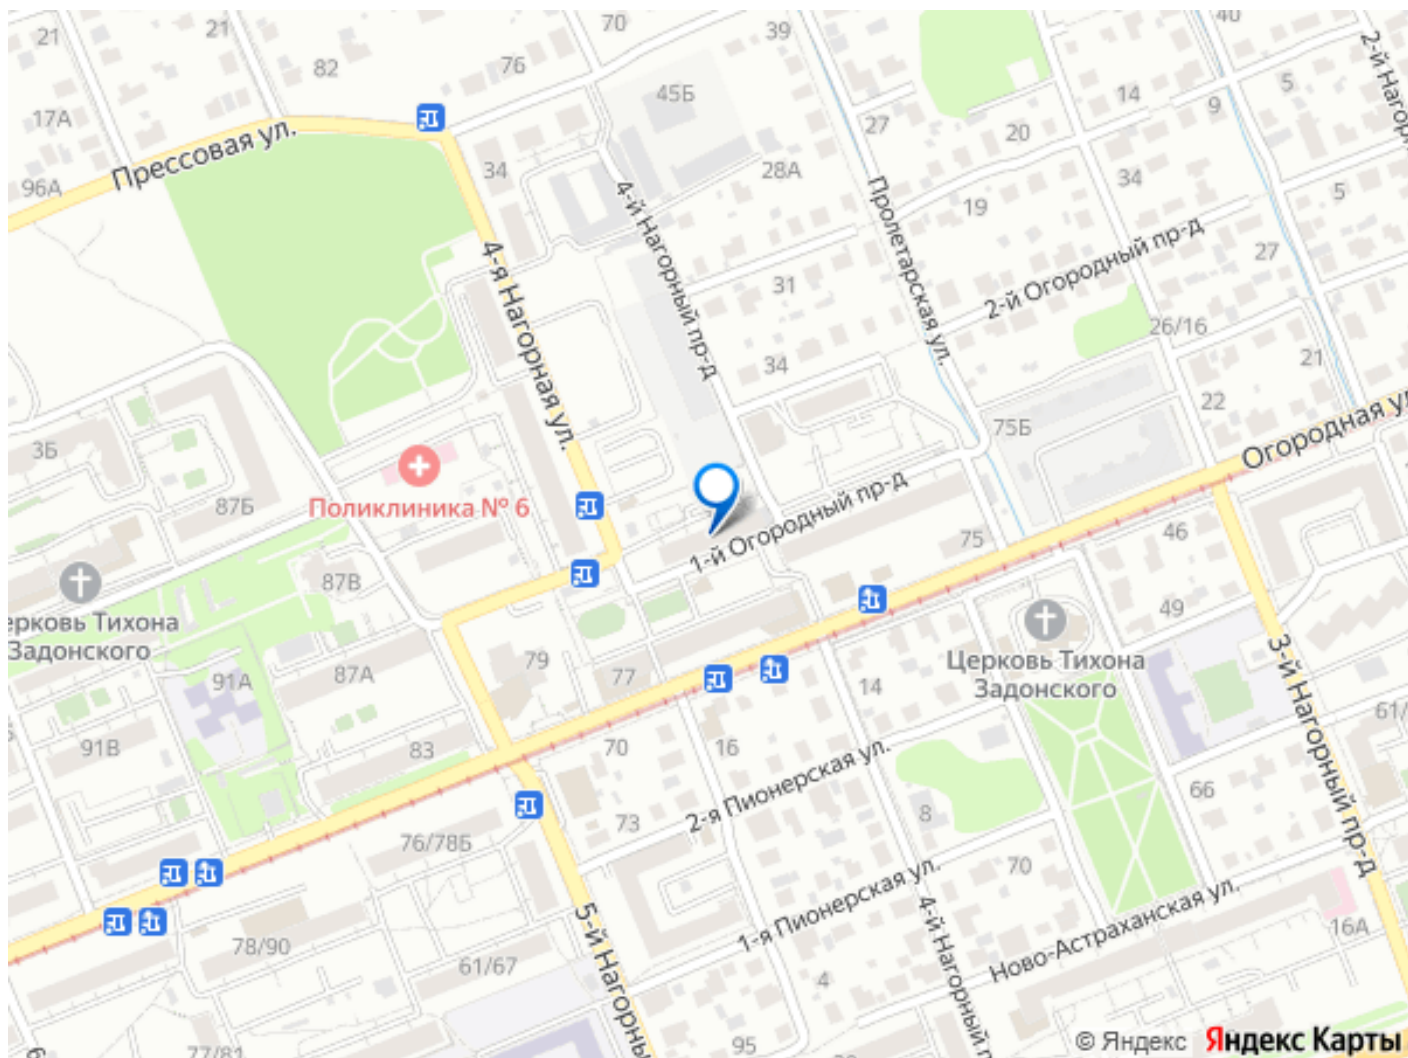 21
21
70
39
40
2-й Нагор
82
76
45Б
14
9
5
17А
27
20
Прессовая ул.
34
28А
34
96А
4-й Нагорный пр-д
Пролетарская ул.
19
5
4-я Нагорная ул.
2-й Огородный пр-д
27
31
26/16
34
21
22
75Б
Огородная ул
3Б
87Б
Поликлиника № 6
1-й Огородный пр-д
75
46
87В
ерковь Тихона
Задонского
49
79
Церковь Тихона
Задонского
3-й Нагорный пр-д
91А
87А
77
14
61/
91В
83
70
16
2-я Пионерская ул.
66
76/78Б
73
8
1-я Пионерская ул.
70
4-й Нагорный п
Ново-Астраханская ул.
16А
78/90
61/67
5-й Нагорны
4
6
77/81
95
© Яндекс Яндекс Карты